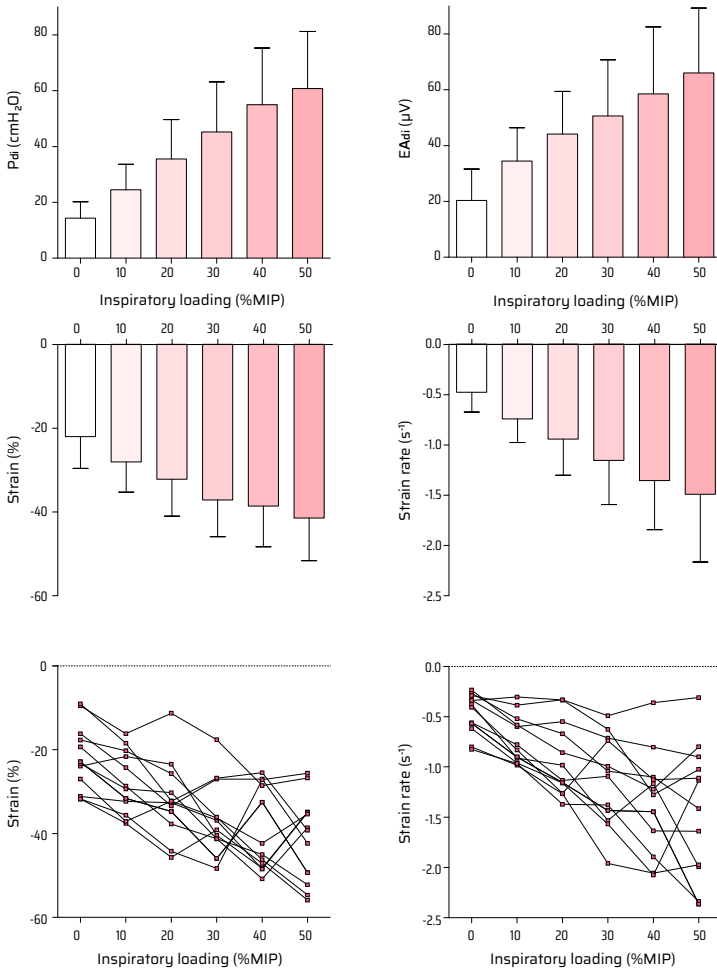 80
60
40
20
0
Pdi (cmH₂O)
0 10 20 30 40 50
Inspiratory loading (%MIP)
80
60
40
20
0
EAdi (µV)
0 10 20 30 40 50
Inspiratory loading (%MIP)
0 10 20 30 40 50
0
-20
-40
-60
Strain (%)
0 10 20 30 40 50
0.0
-0.5
-1.0
-1.5
-2.0
-2.5
Strain rate (s⁻¹)
0
-20
-40
-60
Strain (%)
0 10 20 30 40 50
Inspiratory loading (%MIP)
0.0
-0.5
-1.0
-1.5
-2.0
-2.5
Strain rate (s⁻¹)
0 10 20 30 40 50
Inspiratory loading (%MIP)